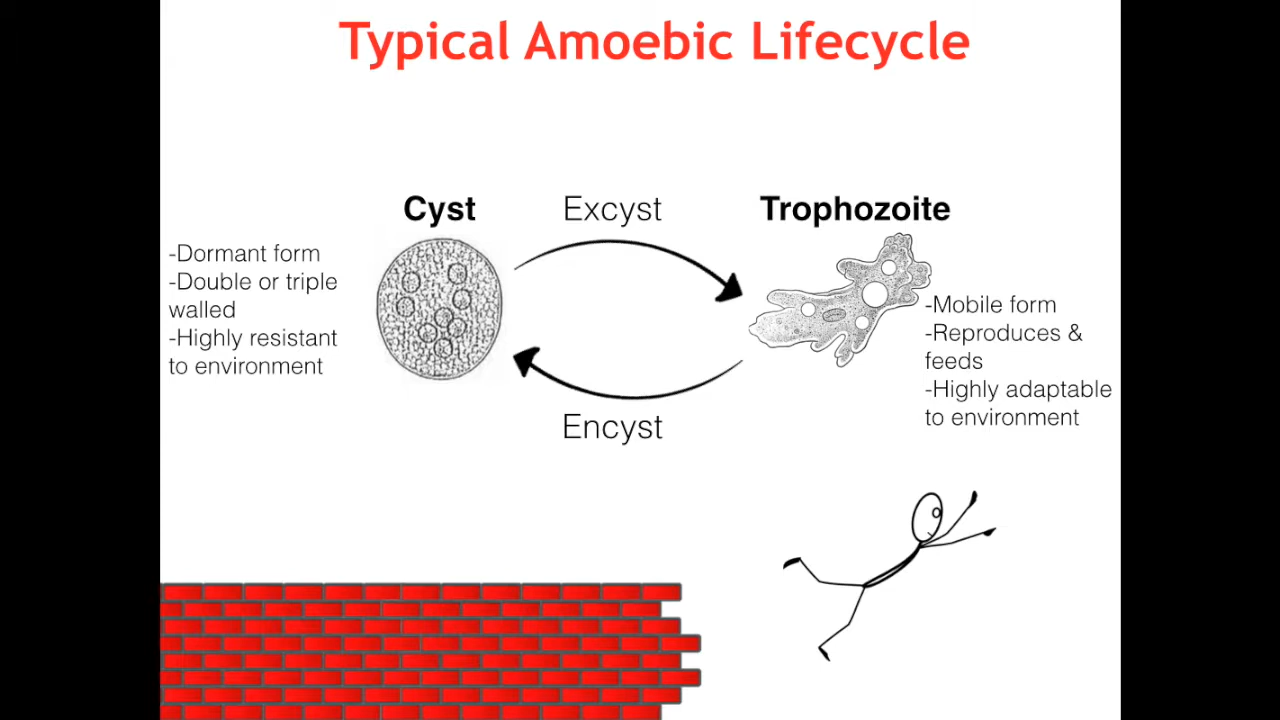 Typical Amoebic Lifecycle
Cyst
Excyst
Trophozoite
-Dormant form
-Double or triple
walled
-Highly resistant
to environment
-Mobile form
-Reproduces &
feeds
-Highly adaptable
to environment
Encyst